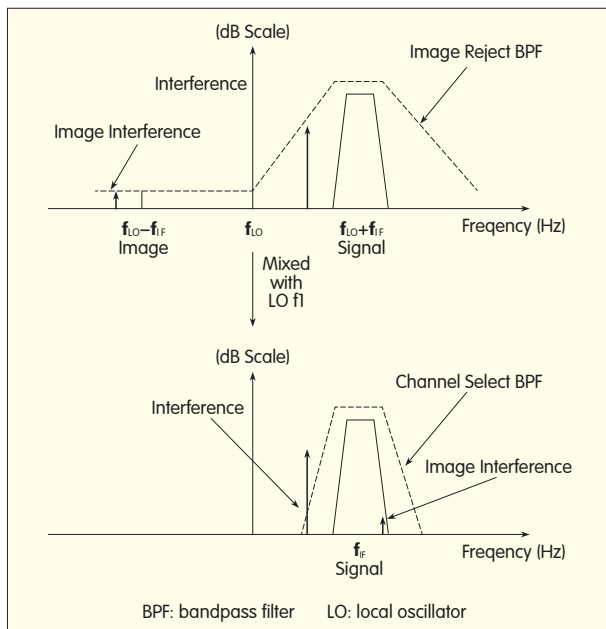 (dB Scale)
Image Reject BPF
Interference
Image Interference
fLO–fIF
Image
fLO
fLO+fIF
Signal
Freqency (Hz)
Mixed
with
LO f1
(dB Scale)
Channel Select BPF
Interference
Image Interference
fIF
Signal
Freqency (Hz)
BPF: bandpass filter LO: local oscillator